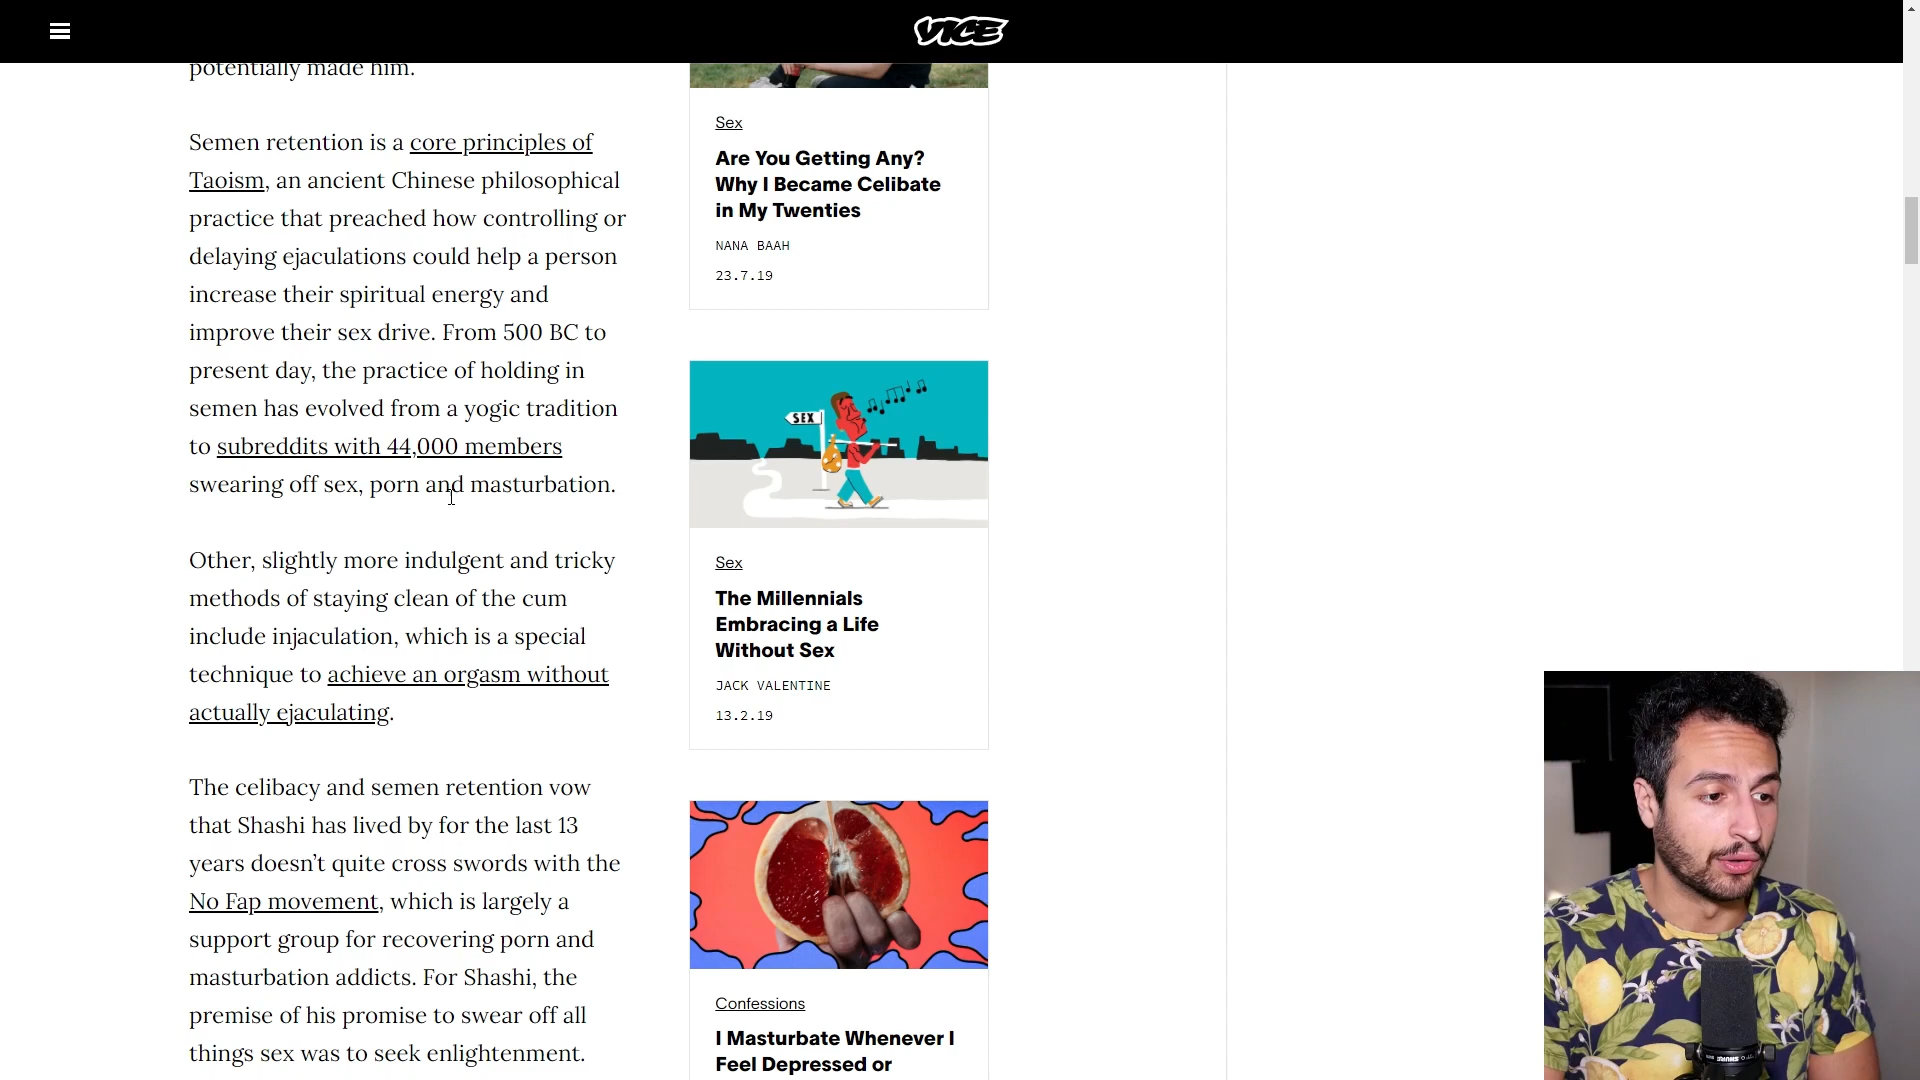 VICE
potentially made him.
Semen retention is a core principles of
Taoism, an ancient Chinese philosophical
practice that preached how controlling or
delaying ejaculations could help a person
increase their spiritual energy and
improve their sex drive. From 500 BC to
present day, the practice of holding in
semen has evolved from a yogic tradition
to subreddits with 44,000 members
swearing off sex, porn and masturbation.
Other, slightly more indulgent and tricky
methods of staying clean of the cum
include injaculation, which is a special
technique to achieve an orgasm without
actually ejaculating.
The celibacy and semen retention vow
that Shashi has lived by for the last 13
years doesn’t quite cross swords with the
No Fap movement, which is largely a
support group for recovering porn and
masturbation addicts. For Shashi, the
premise of his promise to swear off all
things sex was to seek enlightenment.
Sex
Are You Getting Any?
Why I Became Celibate
in My Twenties
NANA BAAH
23.7.19
SEX
Sex
The Millennials
Embracing a Life
Without Sex
JACK VALENTINE
13.2.19
Confessions
I Masturbate Whenever I
Feel Depressed or
SHURE